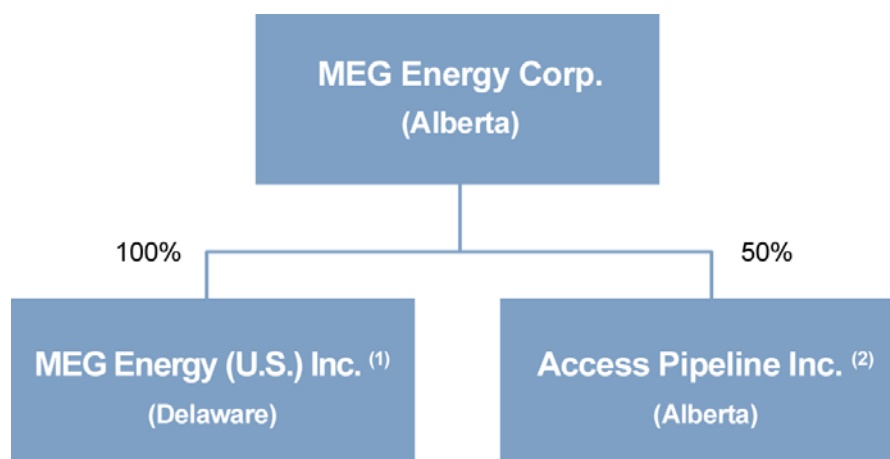 MEG Energy Corp.
(Alberta)
100%
50%
MEG Energy (U.S.) Inc. (1)
(Delaware)
Access Pipeline Inc. (2)
(Alberta)